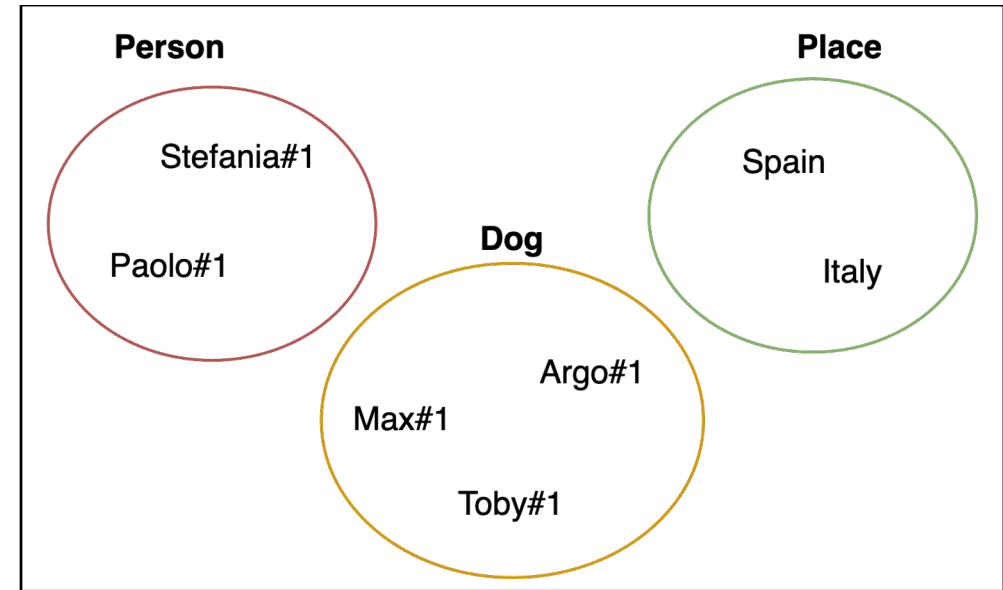 Person
Stefania#1
Paolo#1
Place
Spain
Italy
Dog
Argo#1
Max#1
Toby#1